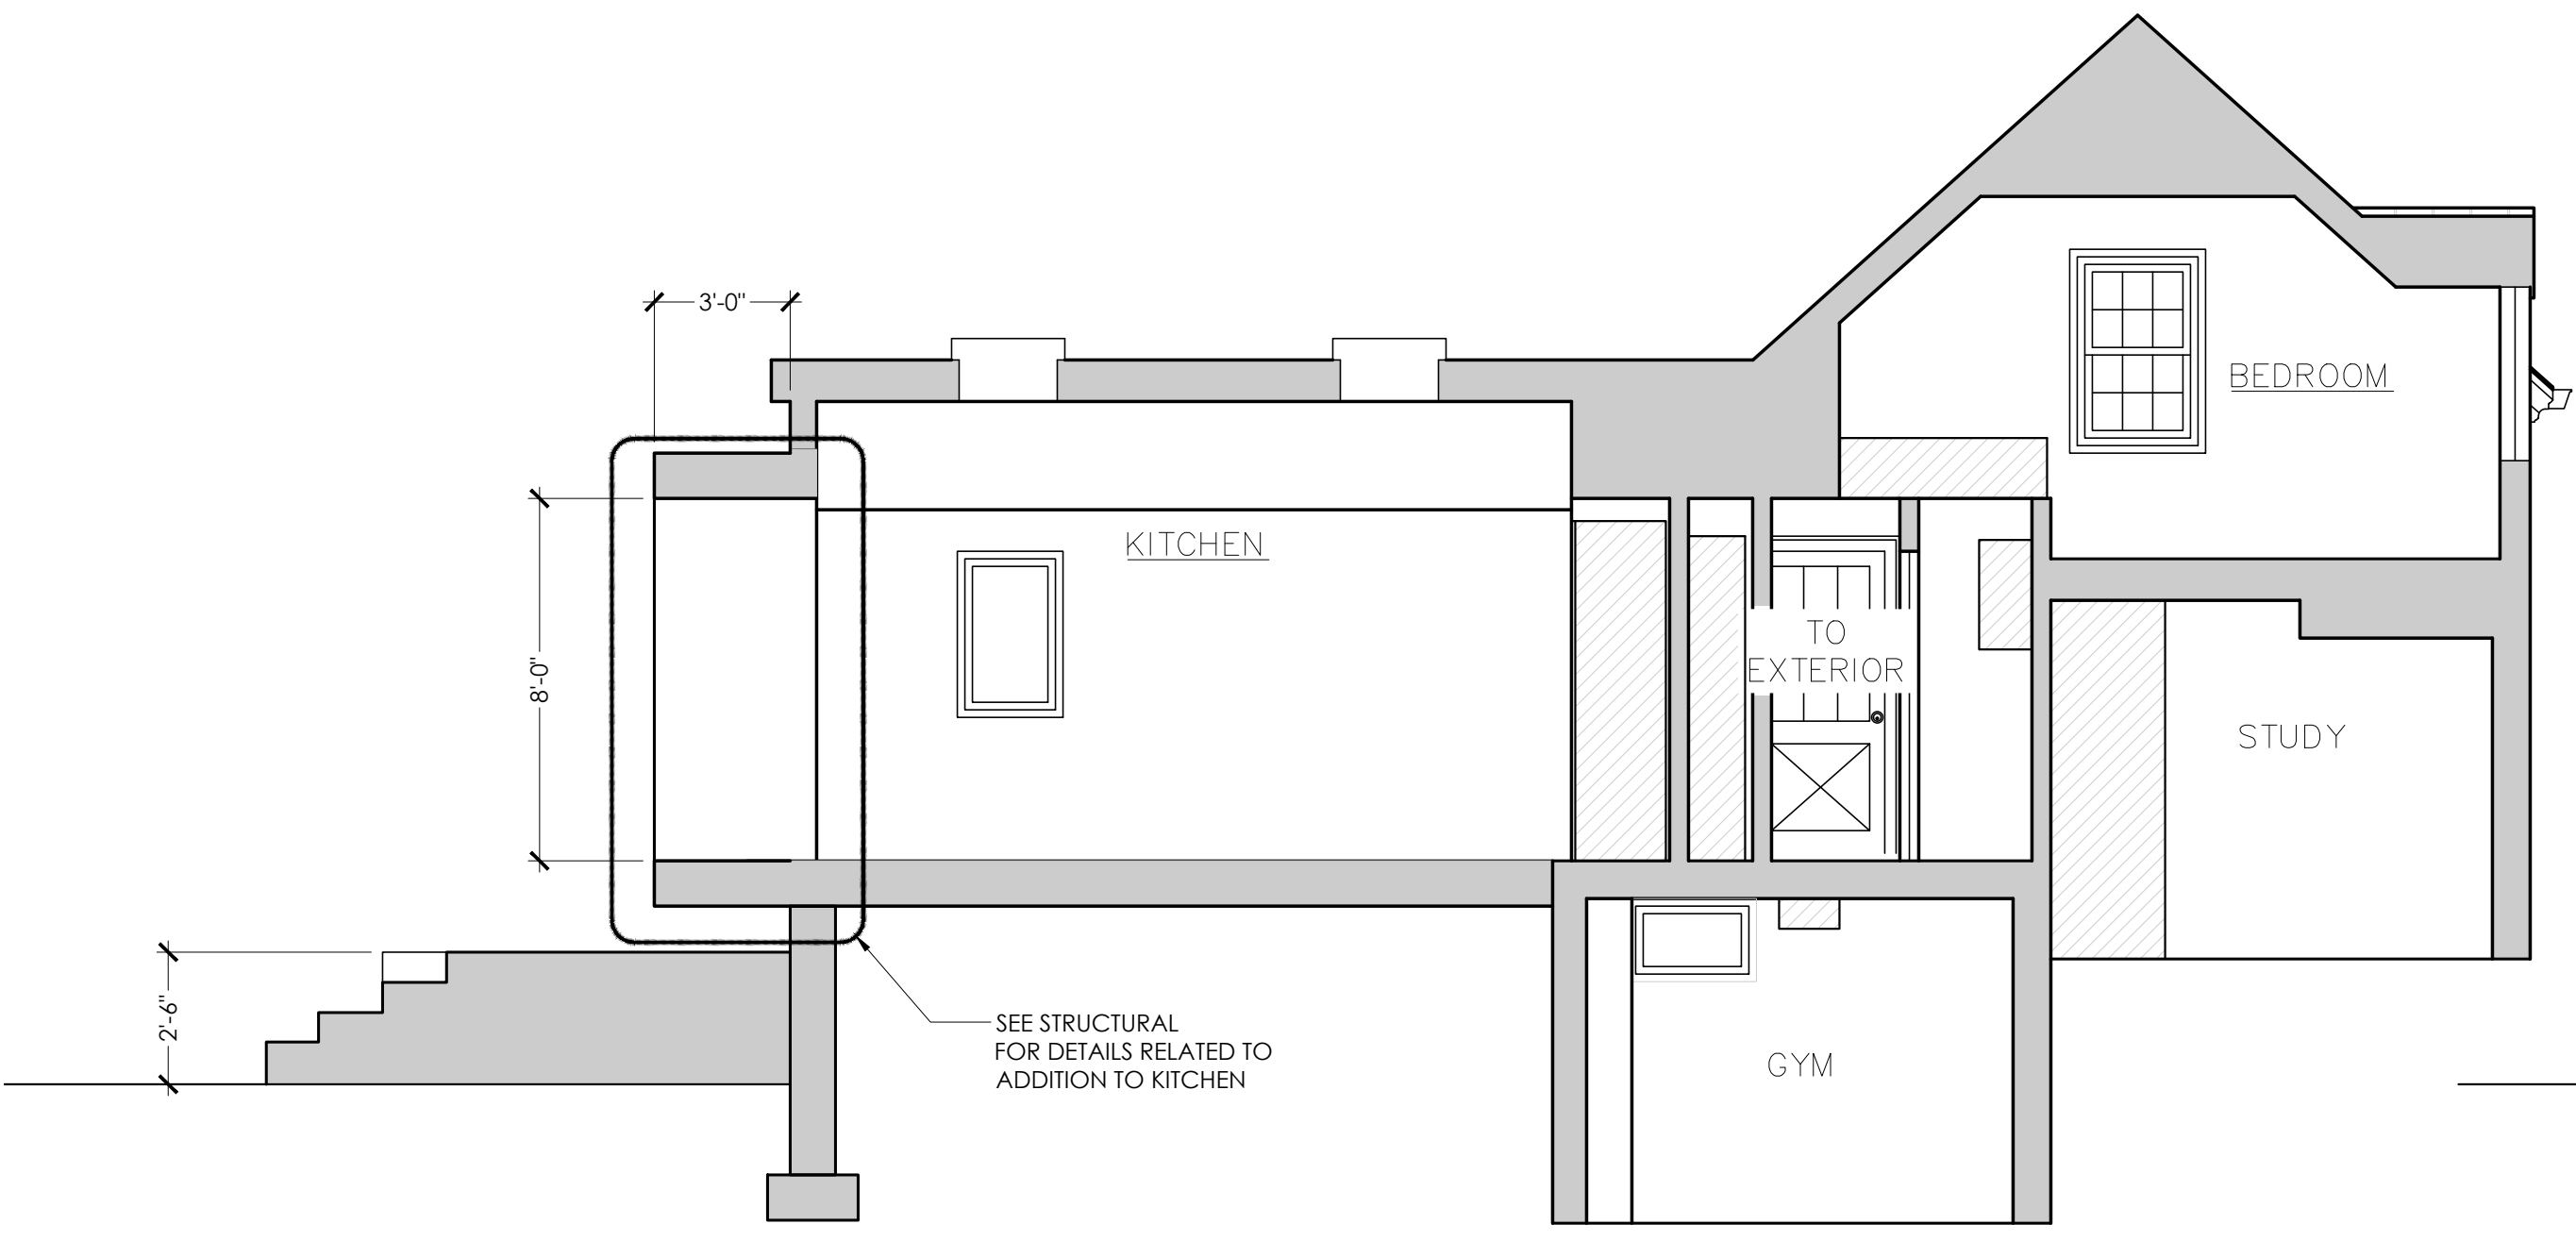 3'-0"
BEDROOM
KITCHEN
TO
EXTERIOR
8'-0"
STUDY
2'-6"
SEE STRUCTURAL
FOR DETAILS RELATED TO
ADDITION TO KITCHEN
GYM